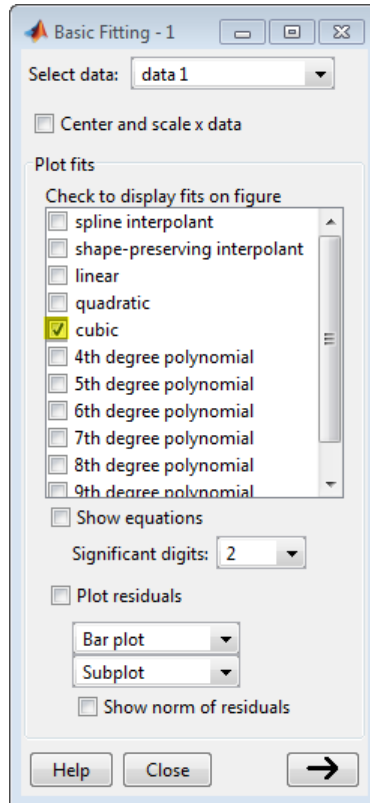 Basic Fitting - 1
Select data: data 1
Center and scale x data
Plot fits
Check to display fits on figure
spline interpolant
shape-preserving interpolant
linear
quadratic
cubic
4th degree polynomial
5th degree polynomial
6th degree polynomial
7th degree polynomial
8th degree polynomial
9th degree polynomial
Show equations
Significant digits: 2
Plot residuals
Bar plot
Subplot
Show norm of residuals
Help Close →